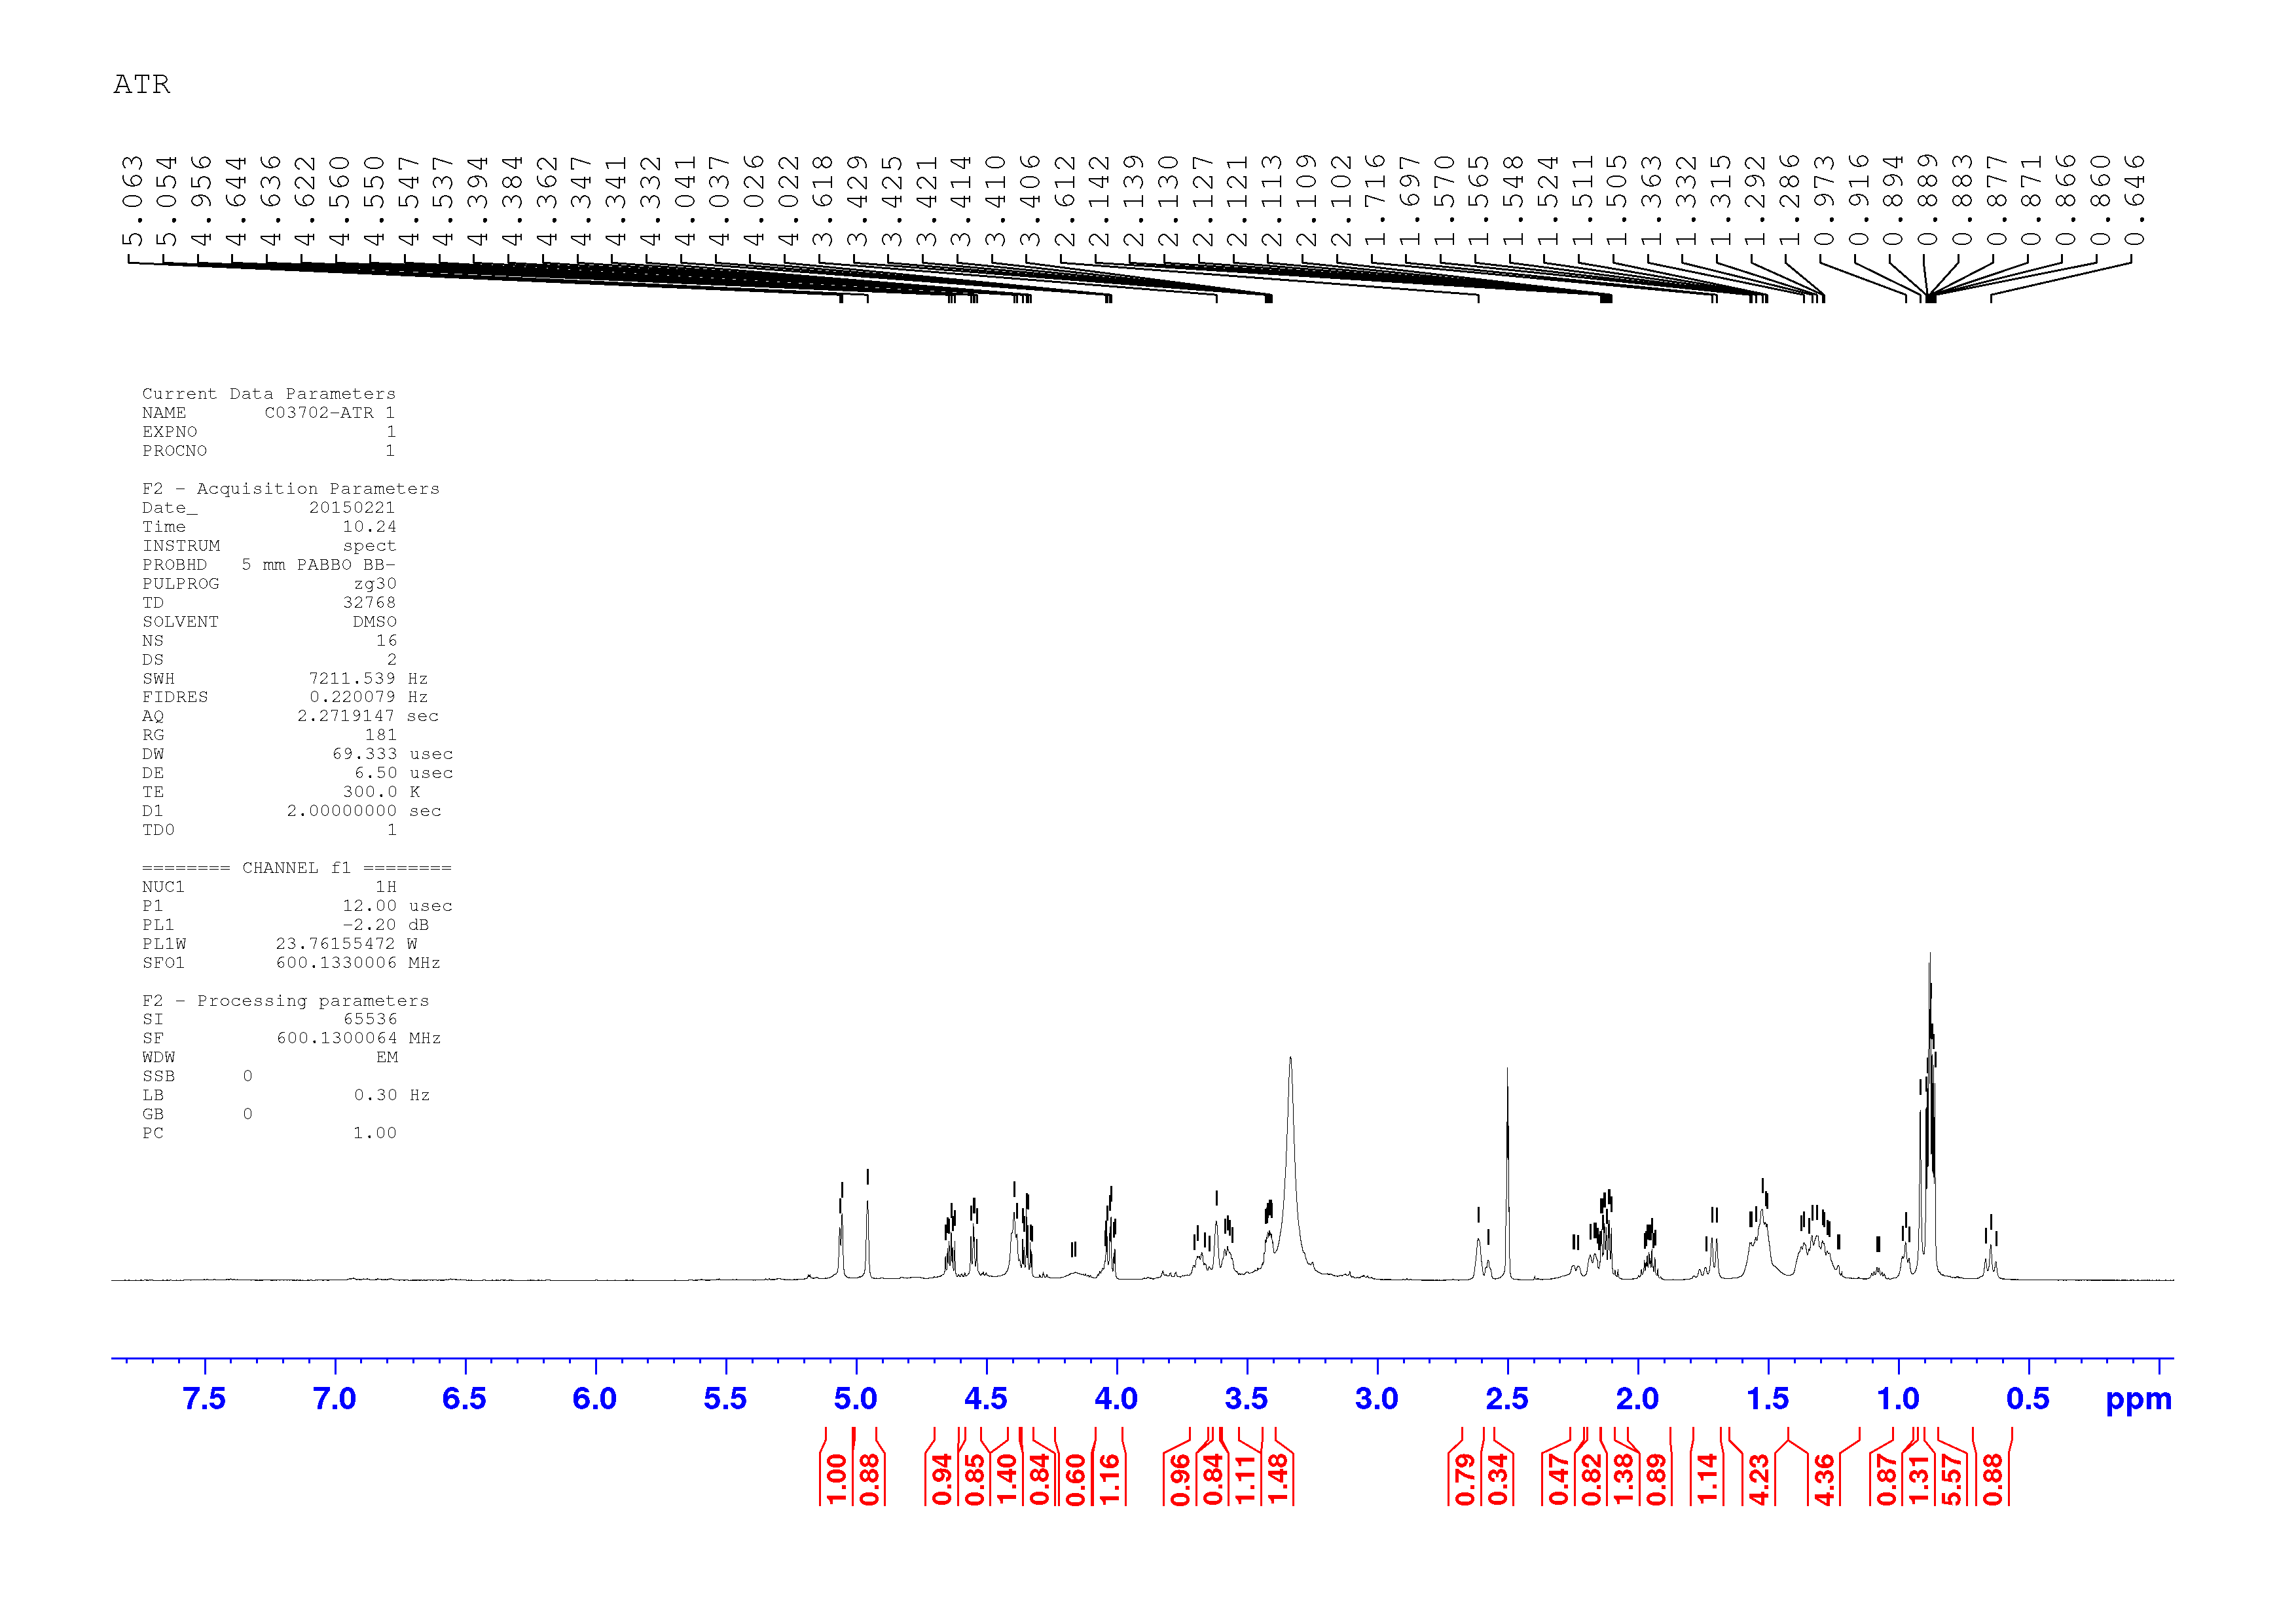 ATR
5.063 5.054 4.956 4.644 4.636 4.622 4.560 4.550 4.547 4.537 4.394 4.384 4.362 4.347 4.341 4.332 4.041 4.037 4.026 4.022 3.618 3.429 3.425 3.421 3.414 3.410 3.406 2.612 2.142 2.139 2.130 2.127 2.121 2.113 2.109 2.102 1.716 1.697 1.570 1.565 1.548 1.524 1.511 1.505 1.363 1.332 1.315 1.292 1.286 0.973 0.916 0.894 0.889 0.883 0.877 0.871 0.866 0.860 0.646
Current Data Parameters
NAME C03702-ATR 1
EXPNO 1
PROCNO 1
F2 - Acquisition Parameters
Date_ 20150221
Time 10.24
INSTRUM spect
PROBHD 5 mm PABBO BB-
PULPROG zg30
TD 32768
SOLVENT DMSO
NS 16
DS 2
SWH 7211.539 Hz
FIDRES 0.220079 Hz
AQ 2.2719147 sec
RG 181
DW 69.333 usec
DE 6.50 usec
TE 300.0 K
D1 2.00000000 sec
TD0 1
======== CHANNEL f1 ========
NUC1 1H
P1 12.00 usec
PL1 -2.20 dB
PL1W 23.76155472 W
SFO1 600.1330006 MHz
F2 - Processing parameters
SI 65536
SF 600.1300064 MHz
WDW EM
SSB 0
LB 0.30 Hz
GB 0
PC 1.00
7.5 7.0 6.5 6.0 5.5 5.0 4.5 4.0 3.5 3.0 2.5 2.0 1.5 1.0 0.5 ppm
1.00 0.88 0.94 0.85 1.40 0.84 0.60 1.16 0.96 0.84 1.11 1.48 0.79 0.34 0.47 0.82 1.38 0.89 1.14 4.23 4.36 0.87 1.31 5.57 0.88